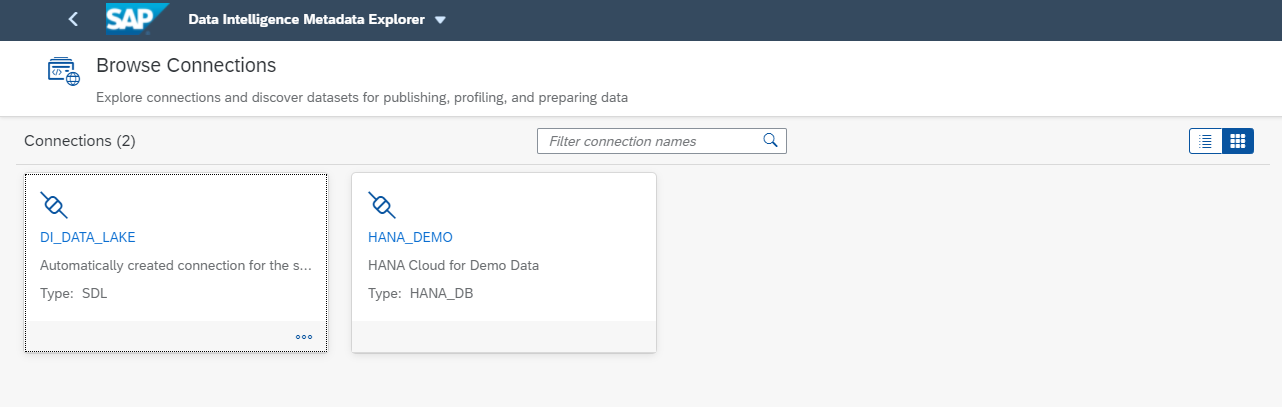 SAP Data Intelligence Metadata Explorer
Browse Connections
Explore connections and discover datasets for publishing, profiling, and preparing data
Connections (2)
Filter connection names
DI_DATA_LAKE
Automatically created connection for the s...
Type: SDL
HANA_DEMO
HANA Cloud for Demo Data
Type: HANA_DB